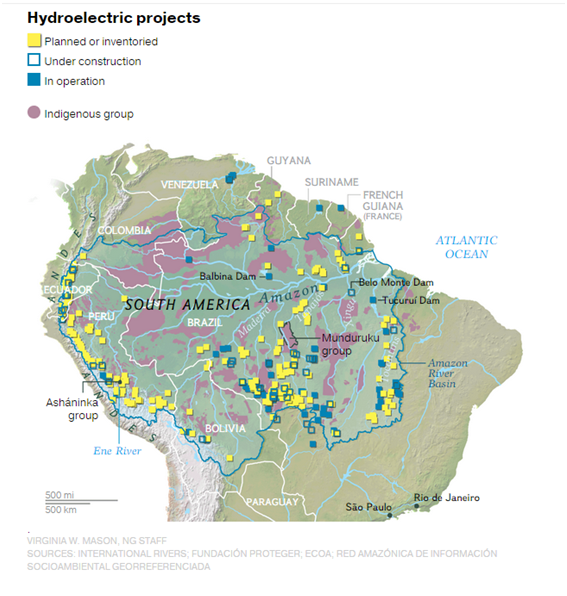 Hydroelectric projects
Planned or inventoried
Under construction
In operation
Indigenous group
GUYANA
SURINAME
VENEZUELA
FRENCH
GUIANA
(FRANCE)
COLOMBIA
ATLANTIC
OCEAN
ANDES
Balbina Dam
Belo Monte Dam
ECUADOR
Amazon
Tucuruí Dam
SOUTH AMERICA
PERU
BRAZIL
Madeira
Xingu
Munduruku
group
Amazon
River
Basin
Asháninka
group
ANDES
BOLIVIA
Ene River
500 mi
500 km
PARAGUAY
São Paulo
Rio de Janeiro
VIRGINIA W. MASON, NG STAFF
SOURCES: INTERNATIONAL RIVERS; FUNDACIÓN PROTEGER; ECOA; RED AMAZÓNICA DE INFORMACIÓN
SOCIOAMBIENTAL GEORREFERENCIADA